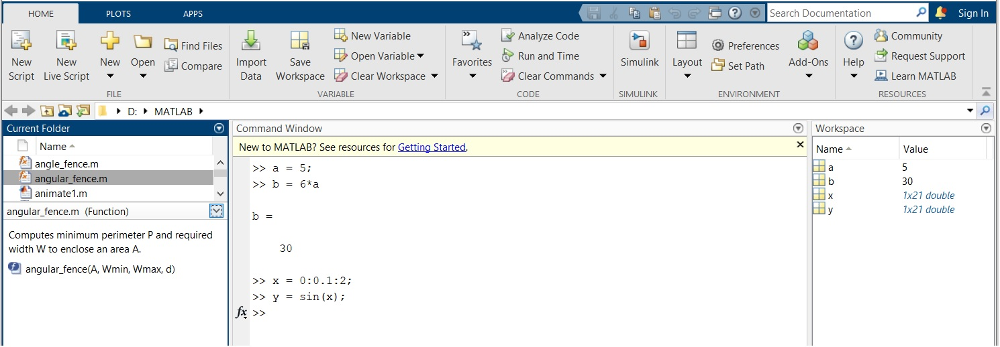 HOME PLOTS APPS Search Documentation Sign In
New Script
New Live Script
New
Open
Find Files
Compare
FILE
Import Data
Save Workspace
New Variable
Open Variable
Clear Workspace
VARIABLE
Favorites
Analyze Code
Run and Time
Clear Commands
CODE
Simulink
SIMULINK
Layout
Preferences
Set Path
Add-Ons
ENVIRONMENT
Help
Community
Request Support
Learn MATLAB
RESOURCES
D: MATLAB
Current Folder
Name
angle_fence.m
angular_fence.m
animate1.m
angular_fence.m (Function)
Computes minimum perimeter P and required
width W to enclose an area A.
angular_fence(A, Wmin, Wmax, d)
Command Window
New to MATLAB? See resources for Getting Started.
>> a = 5;
>> b = 6*a
b =
30
>> x = 0:0.1:2;
>> y = sin(x);
fx >>
Workspace
Name Value
a 5
b 30
x 1x21 double
y 1x21 double